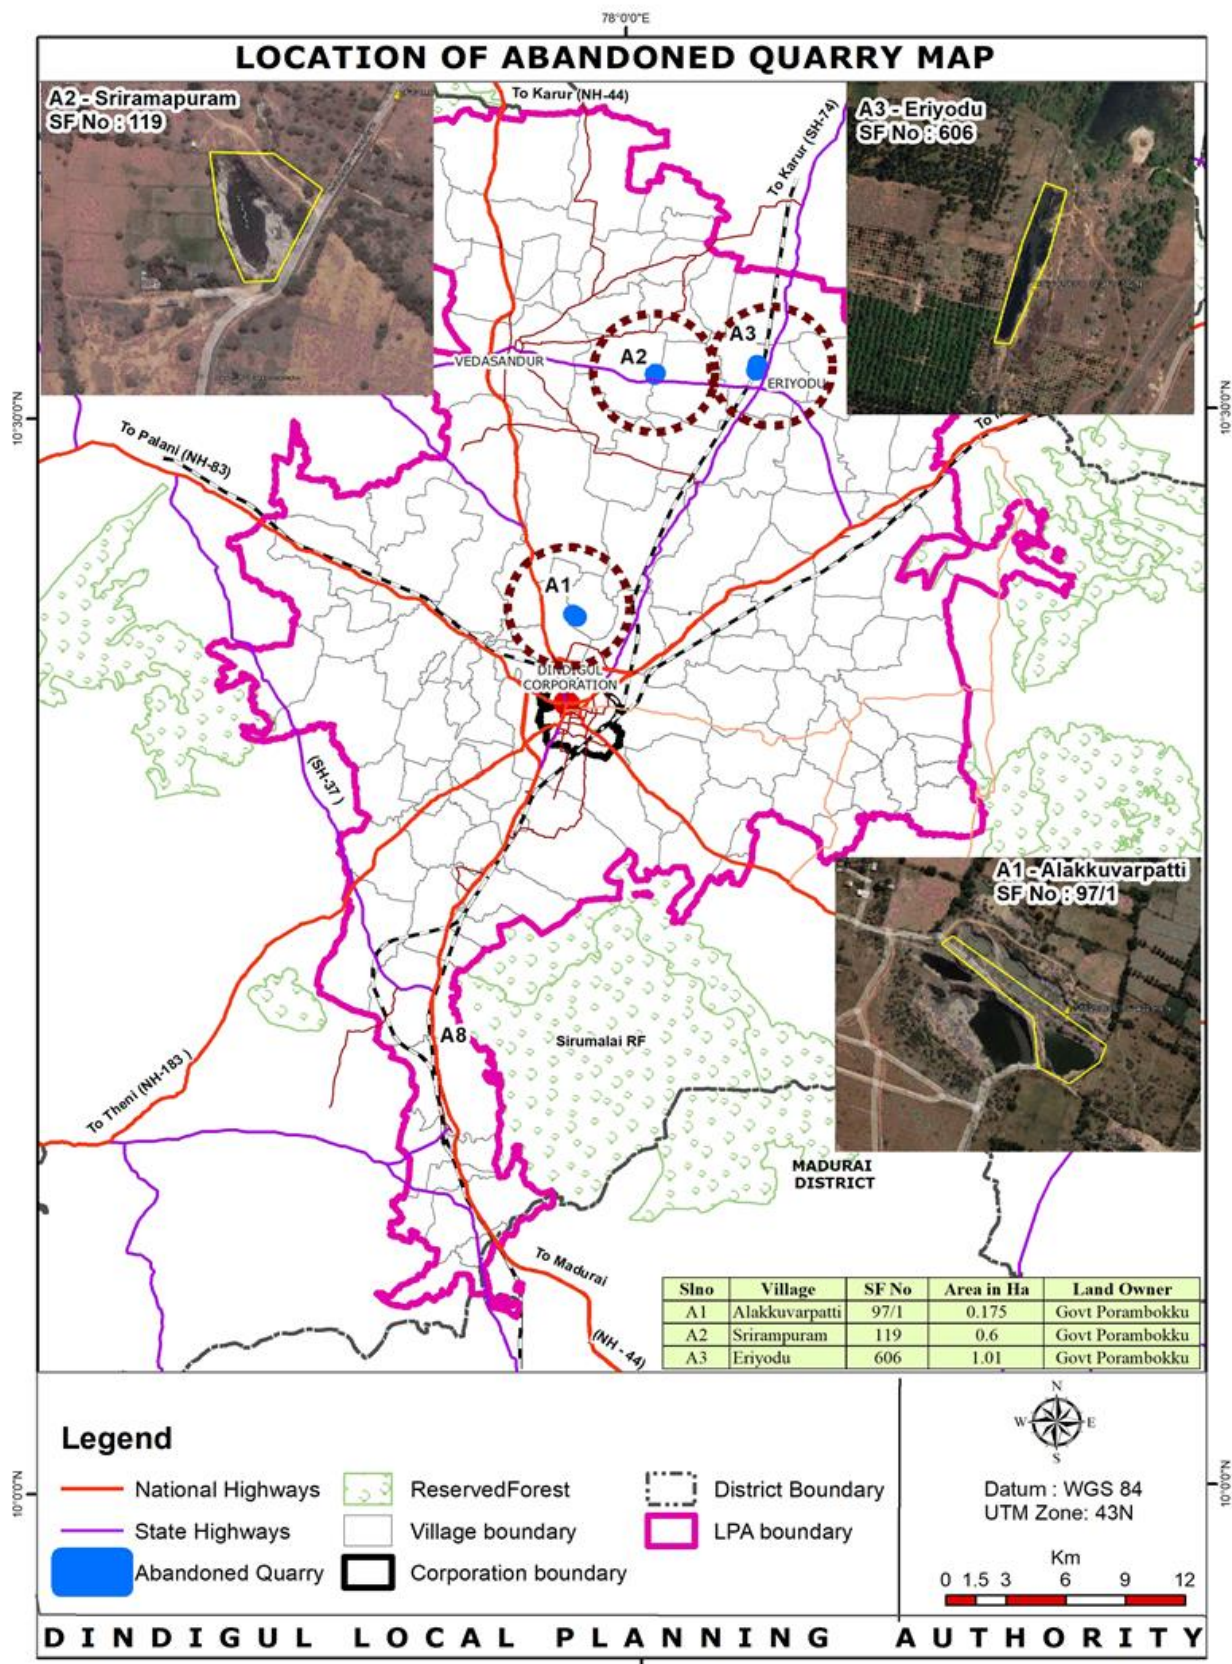 78°0'0"E
LOCATION OF ABANDONED QUARRY MAP
A2 - Sriramapuram
SF No : 119
To Karur (NH-44)
To Karur (SH-74)
A3 - Eriyodu
SF No : 606
A2
A3
VEDASANDUR
ERIYODU
10°30'0"N
10°30'0"N
To Palani (NH-83)
To
A1
DINDIGUL
CORPORATION
(SH-37 )
A1 - Alakkuvarpatti
SF No : 97/1
A8
Sirumalai RF
To Theni (NH-183 )
MADURAI
DISTRICT
To Madurai
(NH - 44)
Slno Village SF No Area in Ha Land Owner
A1 Alakkuvarpatti 97/1 0.175 Govt Porambokku
A2 Srirampuram 119 0.6 Govt Porambokku
A3 Eriyodu 606 1.01 Govt Porambokku
Legend
National Highways
ReservedForest
District Boundary
State Highways
Village boundary
LPA boundary
Abandoned Quarry
Corporation boundary
N
W E
S
Datum : WGS 84
UTM Zone: 43N
Km
0 1.5 3 6 9 12
10°0'0"N
10°0'0"N
DINDIGUL LOCAL PLANNING AUTHORITY